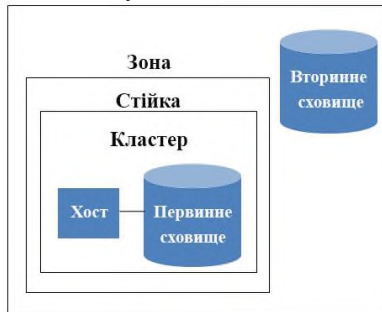 Зона
Вторинне
сховище
Стійка
Кластер
Хост
Первинне
сховище